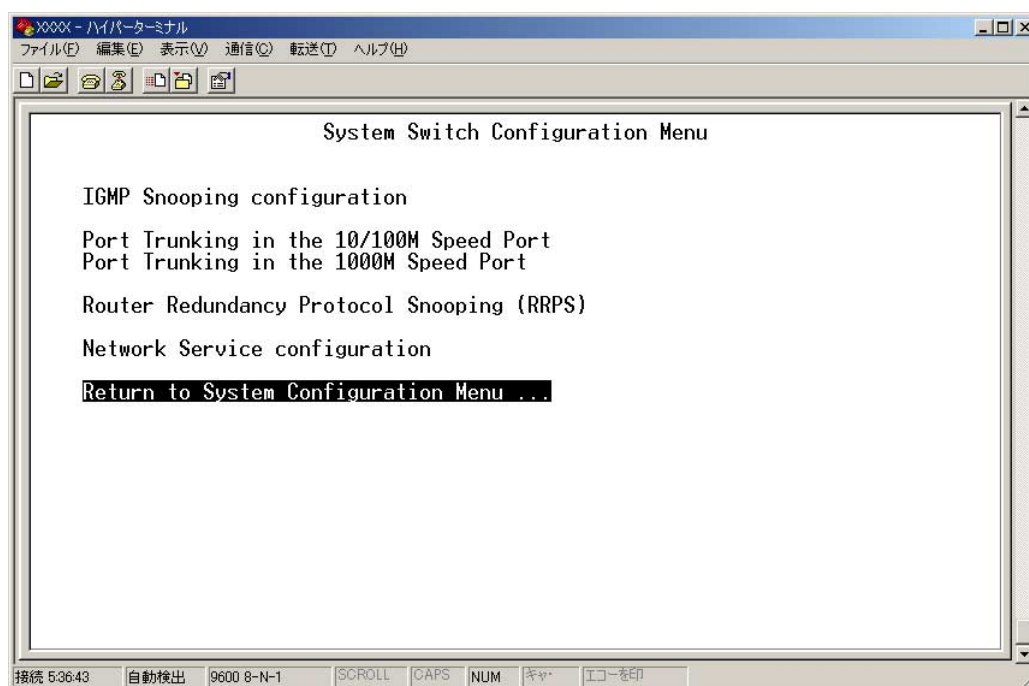 XXXX - ハイパーターミナル
ファイル(F) 編集(E) 表示(V) 通信(C) 転送(T) ヘルプ(H)
System Switch Configuration Menu
IGMP Snooping configuration
Port Trunking in the 10/100M Speed Port
Port Trunking in the 1000M Speed Port
Router Redundancy Protocol Snooping (RRPS)
Network Service configuration
Return to System Configuration Menu ...
接続 5:36:43 自動検出 9600 8-N-1 SCROLL CAPS NUM キャ エコーを印